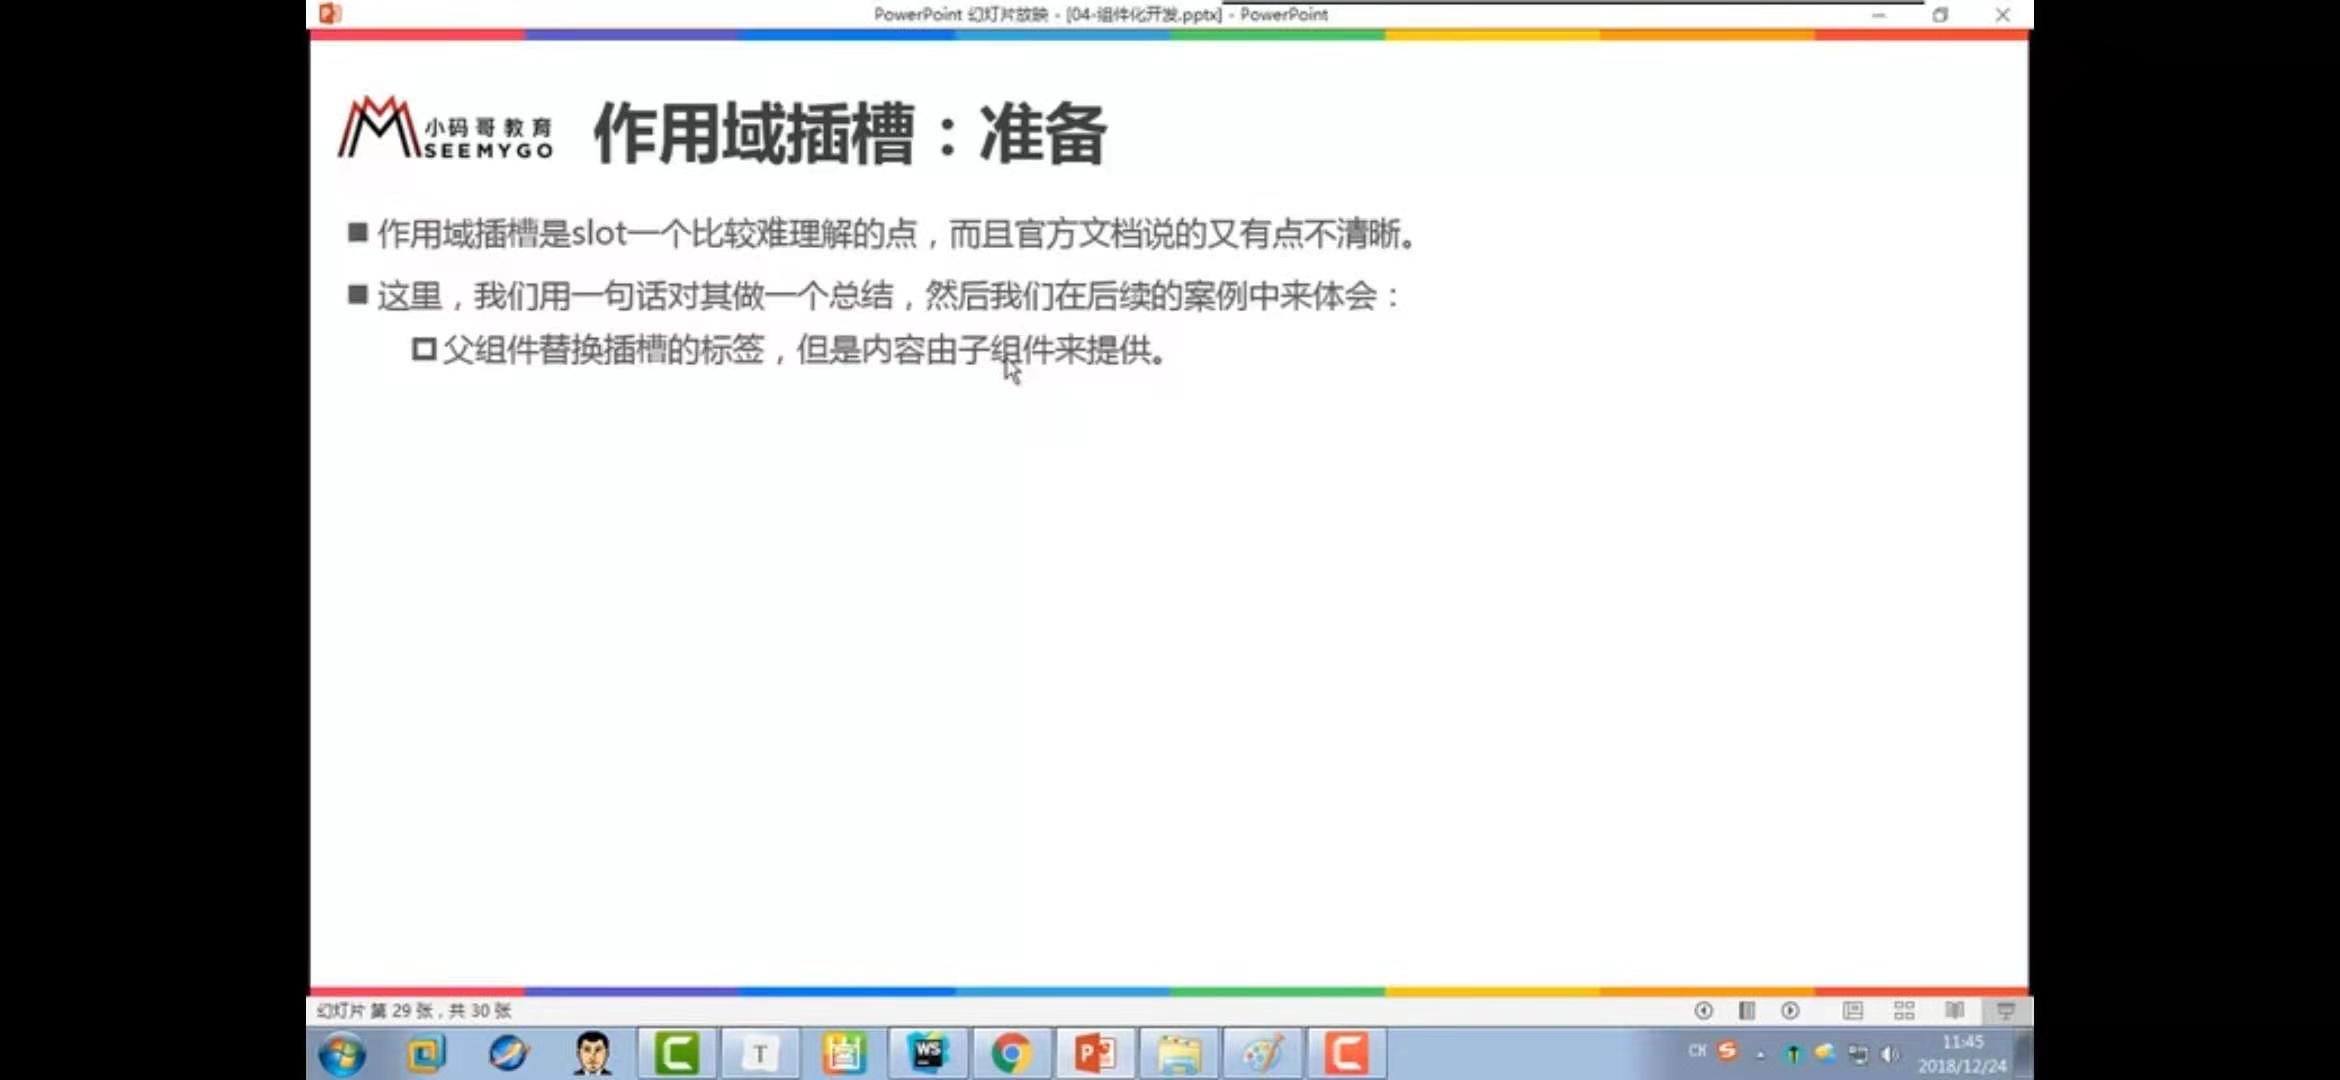 PowerPoint 幻灯片放映 - [04-组件化开发.pptx] - PowerPoint
小码哥教育
SEEMYGO
作用域插槽：准备
作用域插槽是slot一个比较难理解的点，而且官方文档说的又有点不清晰。
这里，我们用一句话对其做一个总结，然后我们在后续的案例中来体会：
父组件替换插槽的标签，但是内容由子组件来提供。
幻灯片 第 29 张，共 30 张
T
WS
CH
11:45
2018/12/24